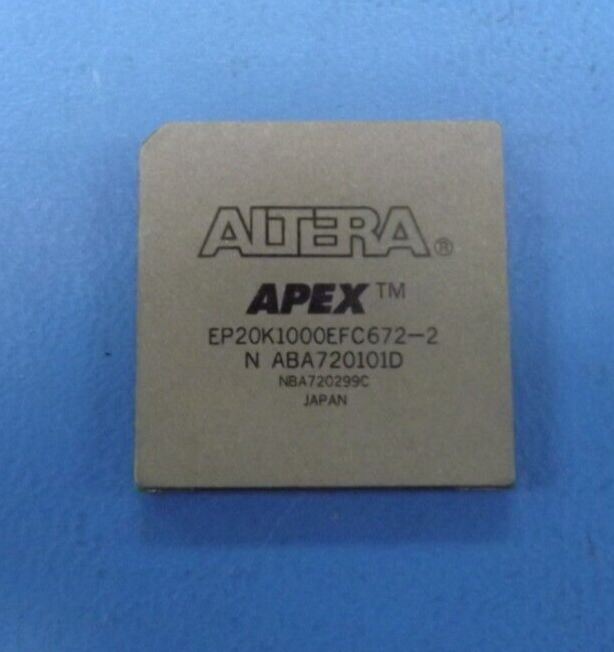 ALTERA®
APEX™
EP20K1000EFC672-2
N ABA720101D
NBA720299C
JAPAN